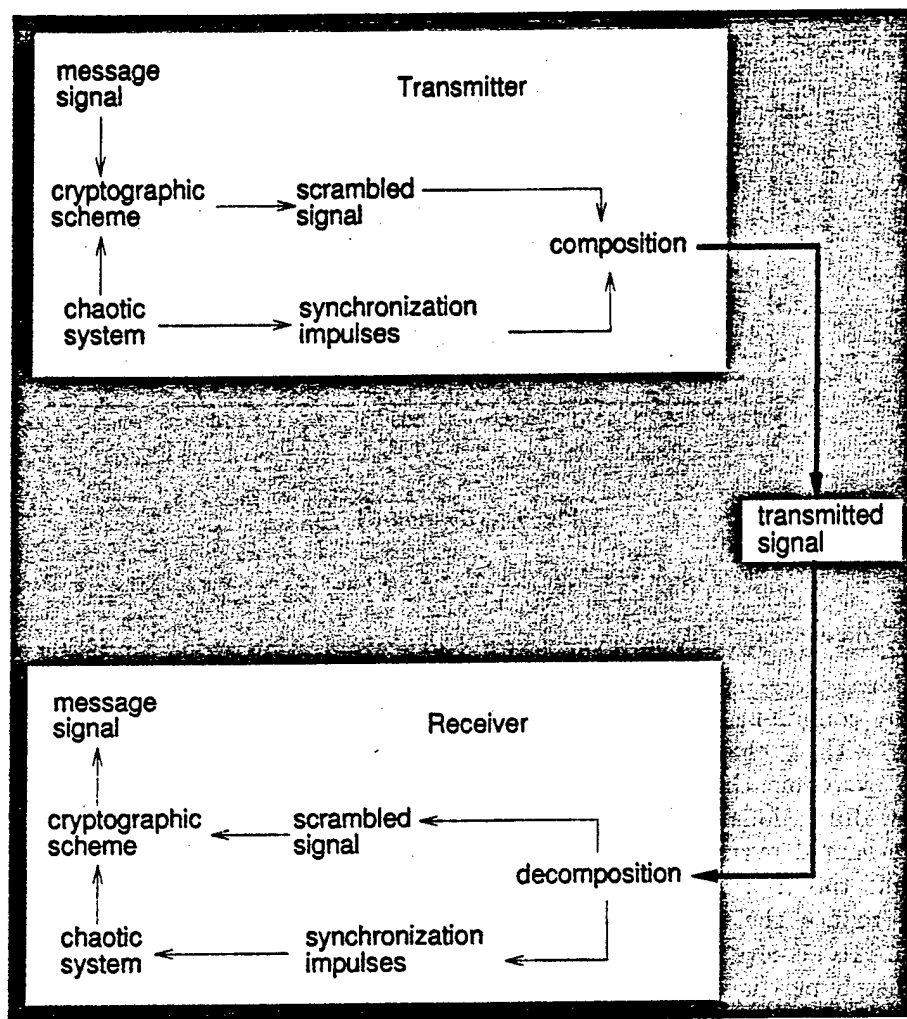 message
signal
Transmitter
cryptographic
scheme
scrambled
signal
composition
chaotic
system
synchronization
impulses
transmitted
signal
message
signal
Receiver
cryptographic
scheme
scrambled
signal
decomposition
chaotic
system
synchronization
impulses